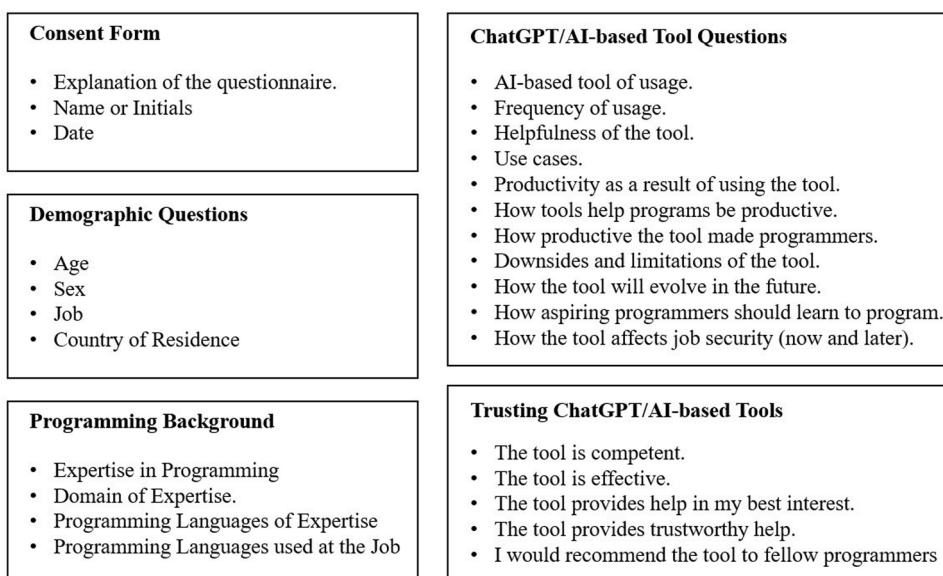 Consent Form
• Explanation of the questionnaire.
• Name or Initials
• Date
Demographic Questions
• Age
• Sex
• Job
• Country of Residence
Programming Background
• Expertise in Programming
• Domain of Expertise.
• Programming Languages of Expertise
• Programming Languages used at the Job
ChatGPT/AI-based Tool Questions
• AI-based tool of usage.
• Frequency of usage.
• Helpfulness of the tool.
• Use cases.
• Productivity as a result of using the tool.
• How tools help programs be productive.
• How productive the tool made programmers.
• Downsides and limitations of the tool.
• How the tool will evolve in the future.
• How aspiring programmers should learn to program.
• How the tool affects job security (now and later).
Trusting ChatGPT/AI-based Tools
• The tool is competent.
• The tool is effective.
• The tool provides help in my best interest.
• The tool provides trustworthy help.
• I would recommend the tool to fellow programmers